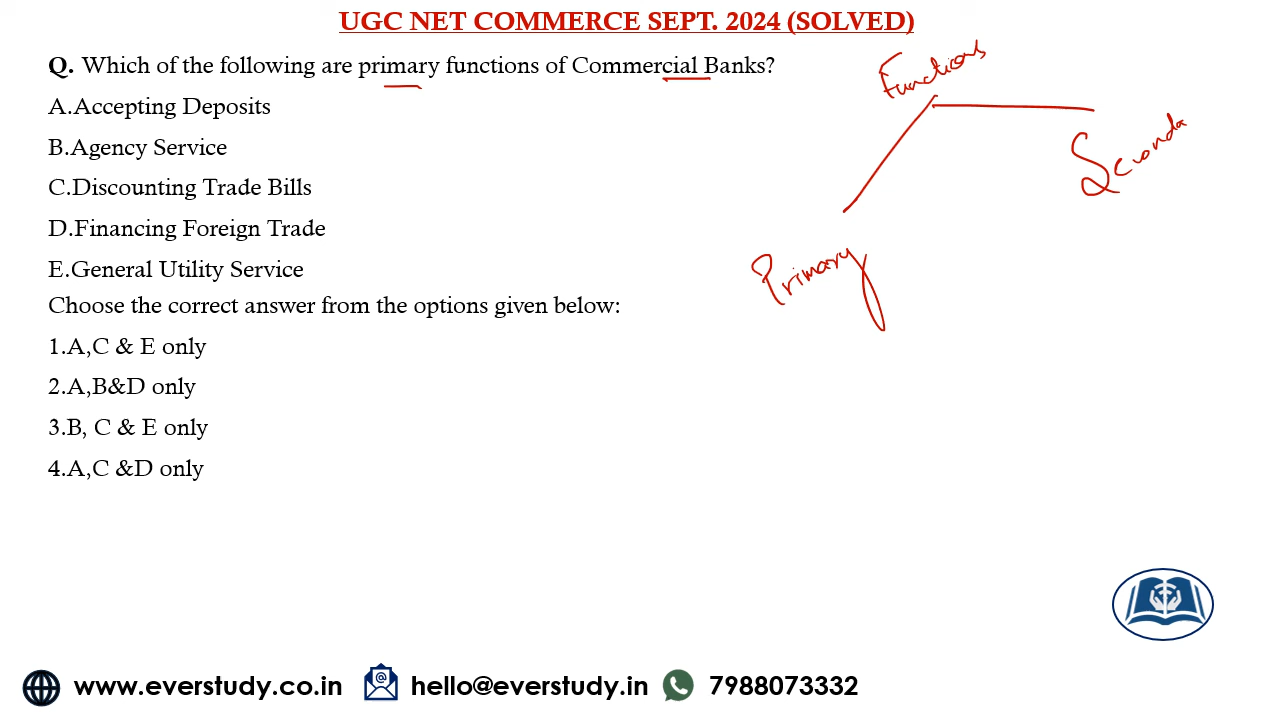 UGC NET COMMERCE SEPT. 2024 (SOLVED)
Q. Which of the following are primary functions of Commercial Banks?
A.Accepting Deposits
B.Agency Service
C.Discounting Trade Bills
D.Financing Foreign Trade
E.General Utility Service
Choose the correct answer from the options given below:
1.A,C & E only
2.A,B&D only
3.B, C & E only
4.A,C &D only
Functions
Primary
Seconda
www.everstudy.co.in
hello@everstudy.in
7988073332